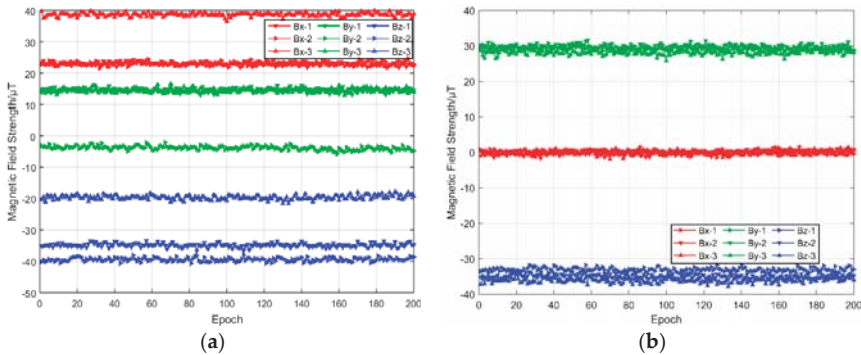 40
30
20
10
0
-10
-20
-30
-40
-50
0 20 40 60 80 100 120 140 160 180 200
Magnetic Field Strength/μT
Epoch
Bx-1 By-1 Bz-1
Bx-2 By-2 Bz-2
Bx-3 By-3 Bz-3
(a)
40
30
20
10
0
-10
-20
-30
-40
0 20 40 60 80 100 120 140 160 180 200
Magnetic Field Strength/μT
Epoch
Bx-1 By-1 Bz-1
Bx-2 By-2 Bz-2
Bx-3 By-3 Bz-3
(b)